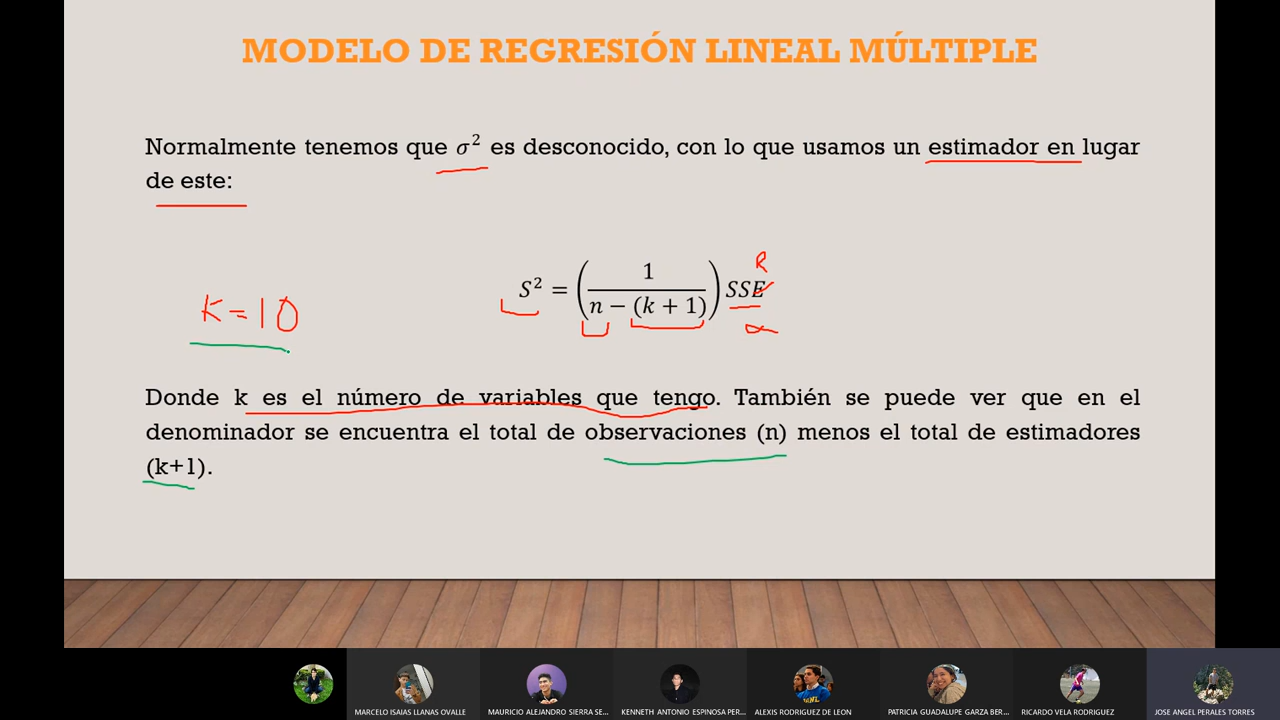 MODELO DE REGRESIÓN LINEAL MÚLTIPLE
Normalmente tenemos que σ² es desconocido, con lo que usamos un estimador en lugar
de este:
R
S² = (1 / n − (k + 1)) SSE
K=10
Donde k es el número de variables que tengo. También se puede ver que en el
denominador se encuentra el total de observaciones (n) menos el total de estimadores
(k+1).
MARCELO ISAIAS LLANAS OVALLE
MAURICIO ALEJANDRO SIERRA SE...
KENNETH ANTONIO ESPINOSA PER...
ALEXIS RODRIGUEZ DE LEON
PATRICIA GUADALUPE GARZA BER...
RICARDO VELA RODRIGUEZ
JOSE ANGEL PERALES TORRES